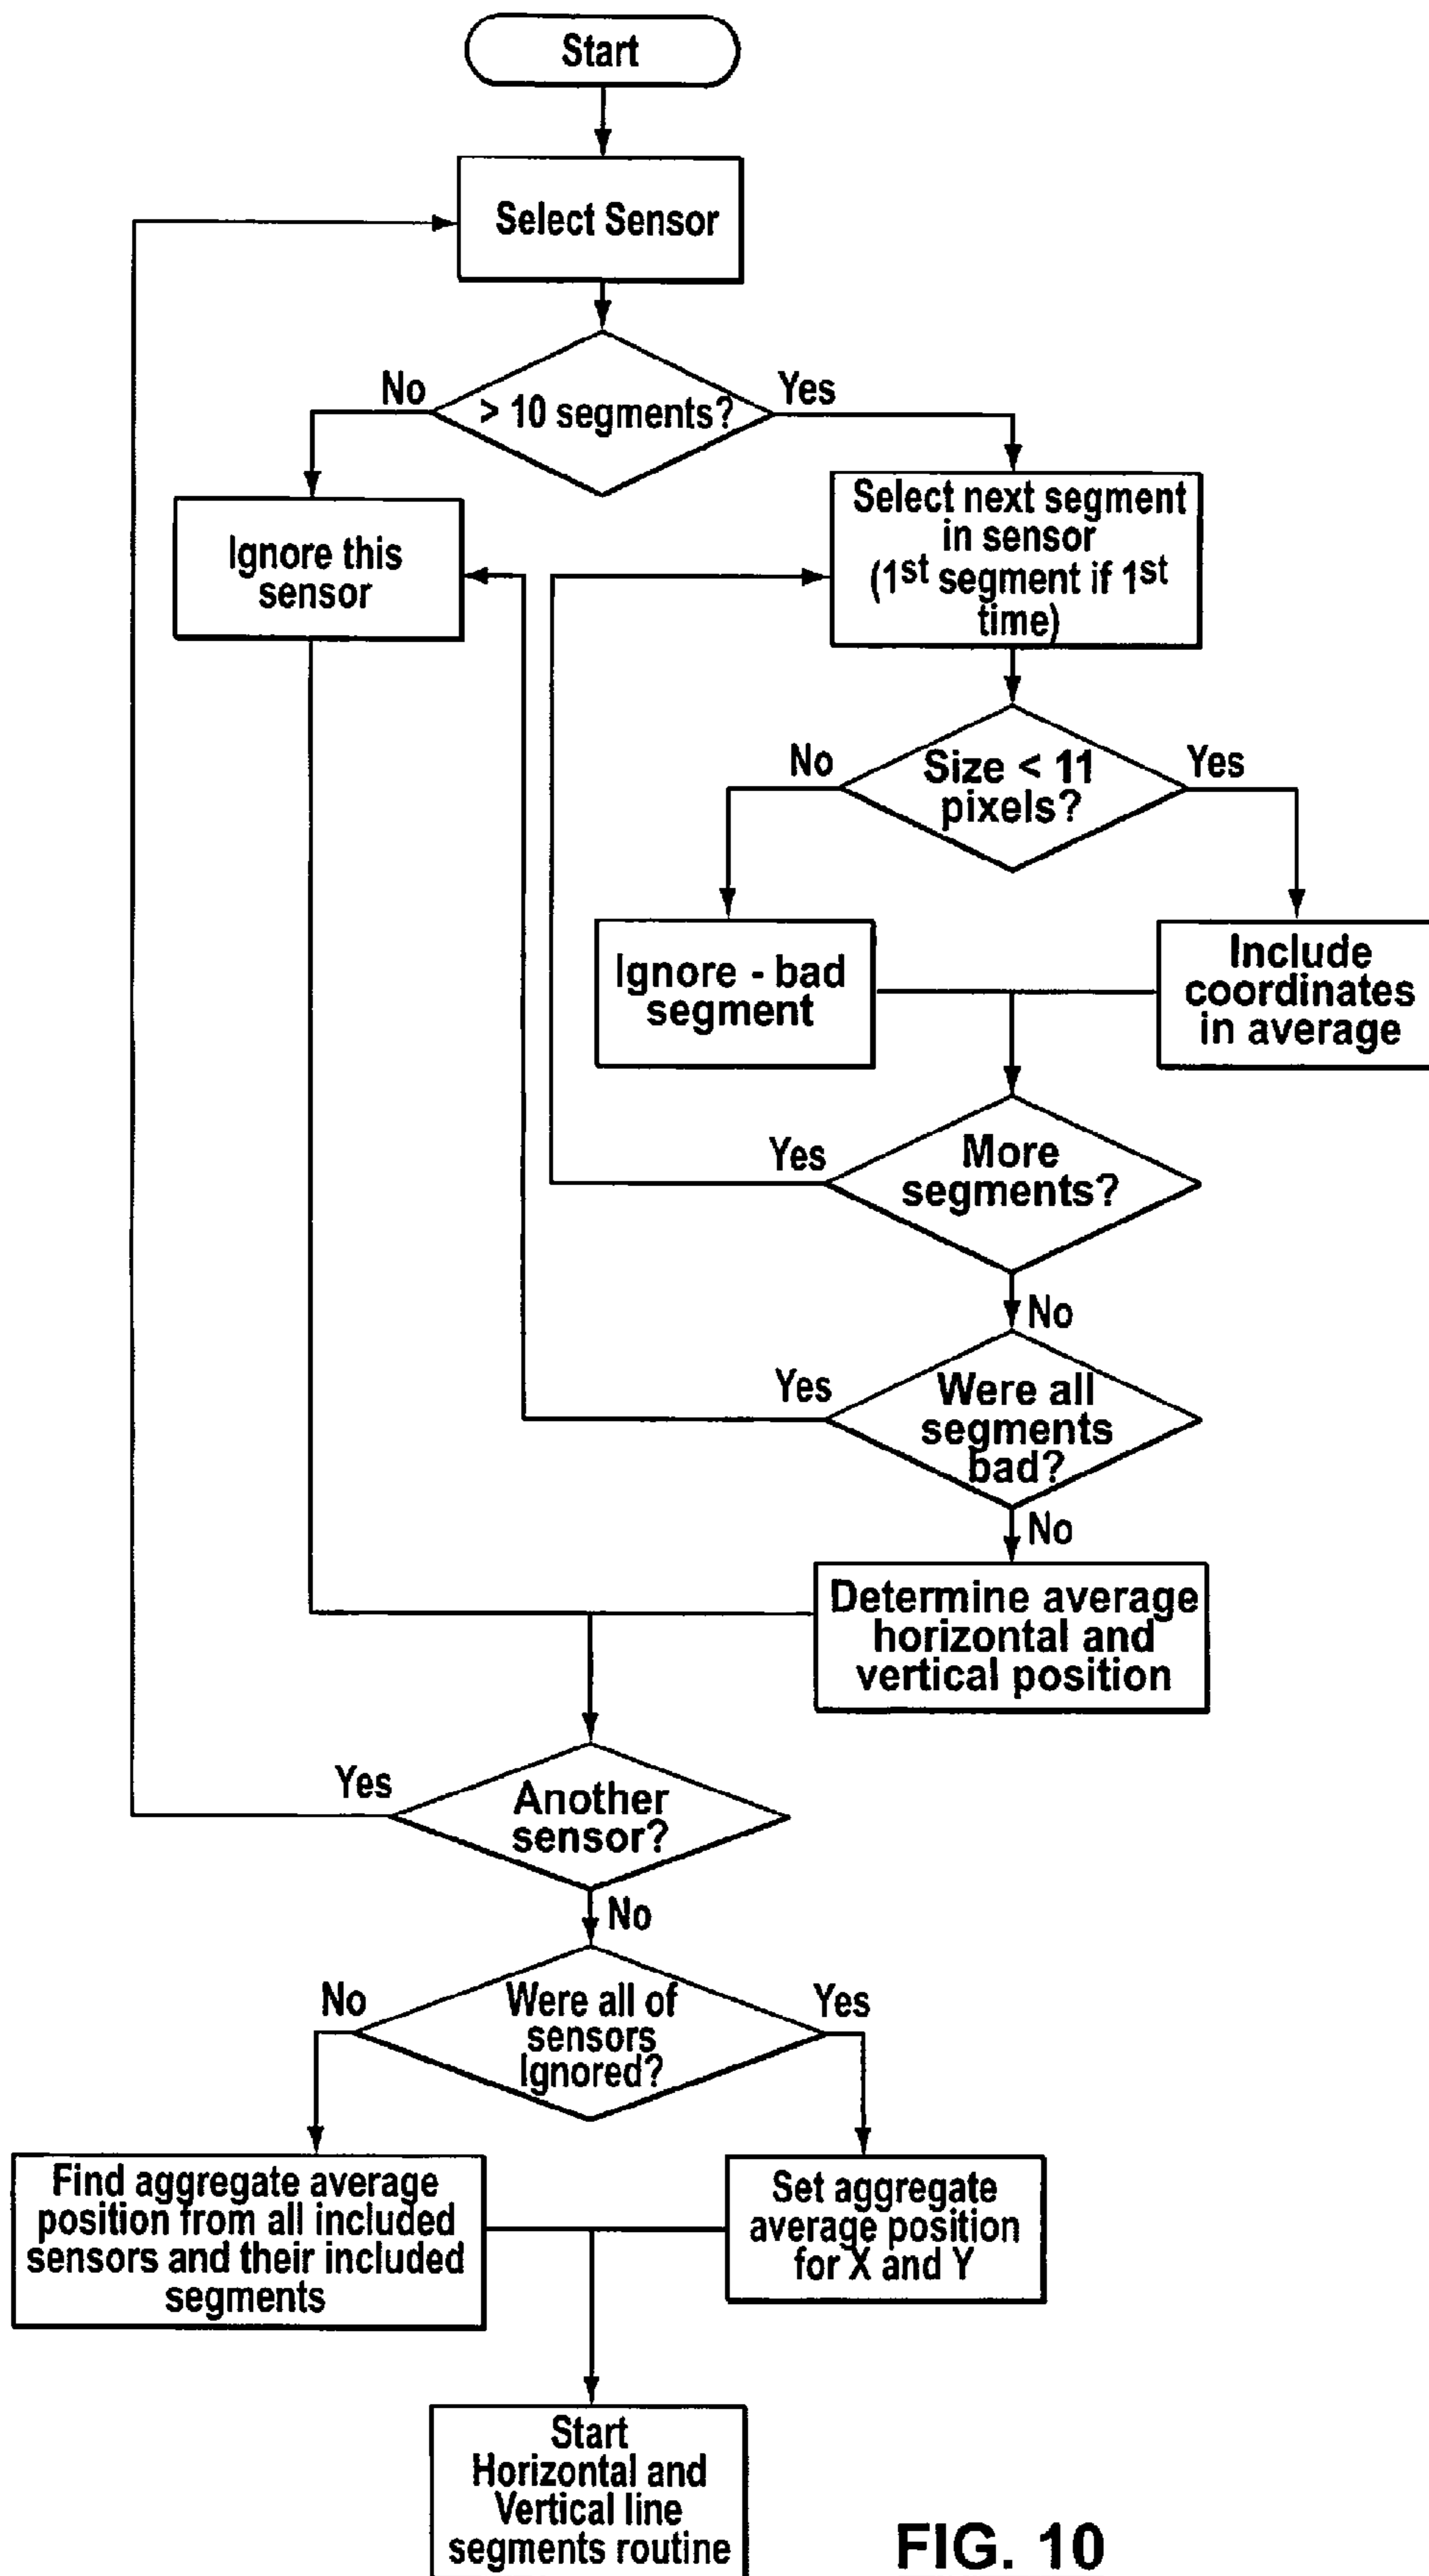 Start
Select Sensor
No
> 10 segments?
Yes
Select next segment
in sensor
(1st segment if 1st
time)
Ignore this
sensor
No
Size < 11
pixels?
Yes
Ignore - bad
segment
Include
coordinates
in average
Yes
More
segments?
No
Yes
Were all
segments
bad?
No
Determine average
horizontal and
vertical position
Yes
Another
sensor?
No
No
Were all of
sensors
Ignored?
Yes
Find aggregate average
position from all included
sensors and their included
segments
Set aggregate
average position
for X and Y
Start
Horizontal and
Vertical line
segments routine
FIG. 10